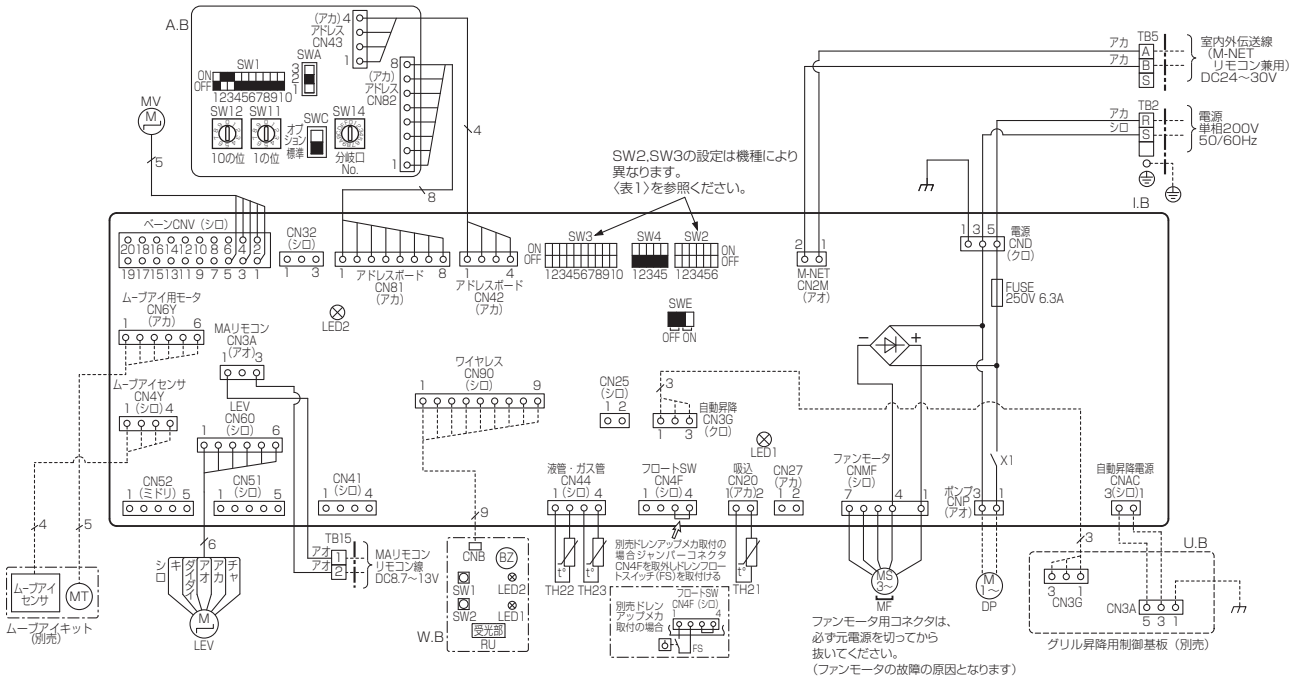 A.B
(アカ)
アドレス
CN43
4
1
SWA
3
2
1
SW1
ON
OFF
12345678910
(アカ)
アドレス
CN82
8
1
SW12
SW11
SWC
SW14
オプション
標準
10の位
1の位
分岐口
No.
MV
M
5
4
8
アカ
アカ
TB5
A
B
S
室内外伝送線
(M-NET
リモコン兼用)
DC24〜30V
アカ
シロ
TB2
R
S
電源
単相200V
50/60Hz
I.B
SW2,SW3の設定は機種により
異なります。
〈表1〉を参照ください。
ベーンCNV (シロ)
20 18 16 14 12 10 8 6 4 2
19 17 15 13 11 9 7 5 3 1
CN32
(シロ)
1 3
1 8
アドレスボード
CN81
(アカ)
1 4
アドレスボード
CN42
(アカ)
SW3
ON
OFF
12345678910
SW4
12345
SW2
ON
OFF
123456
2 1
M-NET
CN2M
(アオ)
1 3 5
電源
CND
(クロ)
FUSE
250V 6.3A
ムーブアイ用モータ
CN6Y
(アカ)
1 6
LED2
MAリモコン
CN3A
(アオ)
1 3
SWE
OFF ON
− +
ムーブアイセンサ
CN4Y
1 (シロ) 4
LEV
CN60
(シロ)
1 6
ワイヤレス
CN90
(シロ)
1 9
CN25
(シロ)
1 2
3
自動昇降
CN3G
(クロ)
1 3
LED1
X1
CN52
1 (ミドリ) 5
CN51
1 (シロ) 5
CN41
1 (シロ) 4
液管・ガス管
CN44
1 (シロ) 4
フロートSW
CN4F
1 (シロ) 4
吸込
CN20
1(アカ)2
CN27
(アカ)
1 2
ファンモータ
CNMF
(シロ)
7 4 1
ポンプ
CNP
(アオ)
3 1
自動昇降電源
CNAC
3(シロ)1
4
5
6
9
3
TB15
アオ
アオ
1
2
MAリモコン
リモコン線
DC8.7〜13V
CNB
BZ
SW1
SW2
LED2
LED1
受光部
RU
W.B
t°
t°
t°
TH22
TH23
TH21
別売ドレンアップメカ取付の
場合ジャンパーコネクタ
CN4Fを取外しドレンフロー
トスイッチ(FS)を取付ける
別売ドレン
アップメカ
取付の場合
フロートSW
CN4F (シロ)
1 4
FS
MS
3〜
MF
M
1〜
DP
ファンモータ用コネクタは、
必ず元電源を切ってから
抜いてください。
(ファンモータの故障の原因となります)
U.B
3 1
CN3G
CN3A
5 3 1
グリル昇降用制御基板 (別売)
ムーブアイ
センサ
MT
ムーブアイキット
(別売)
シロ
キ
ダイダイ
アオ
アカ
チャ
M
LEV